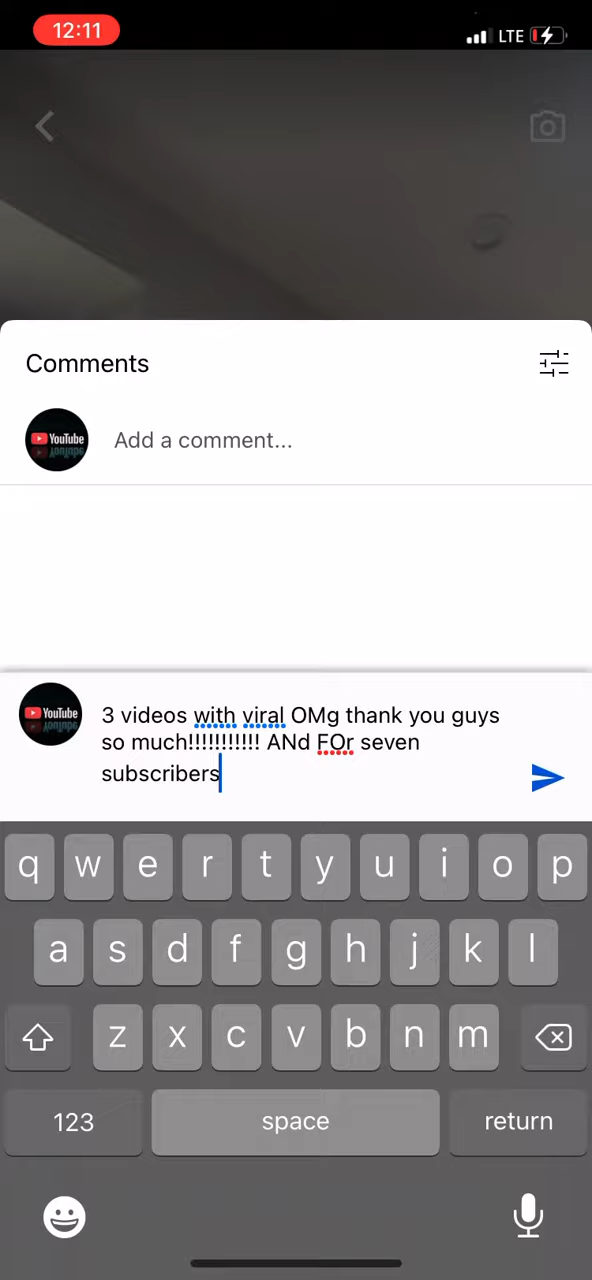 12:11
LTE
Comments
YouTube
Add a comment...
YouTube
3 videos with viral OMg thank you guys
so much!!!!!!!!!!! ANd FOr seven
subscribers
q w e r t y u i o p
a s d f g h j k l
z x c v b n m
123 space return